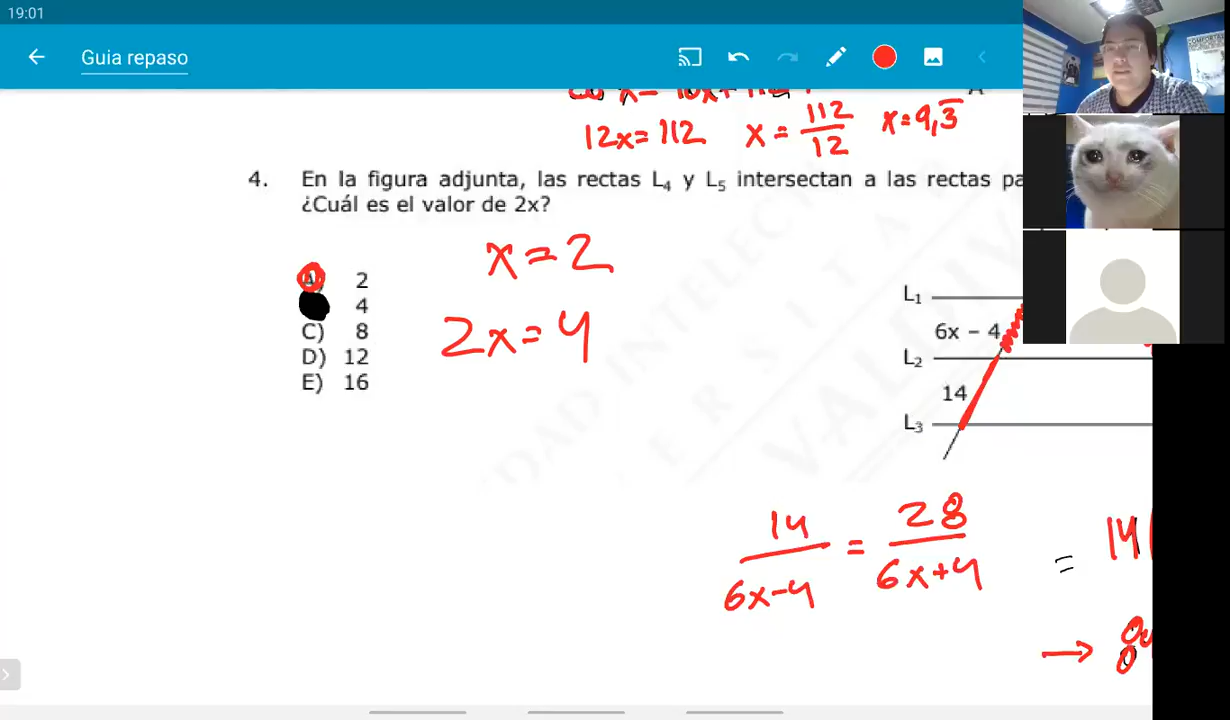 19:01
Guia repaso
12x = 112 x = 112/12 x = 9,3̅
4. En la figura adjunta, las rectas L₄ y L₅ intersectan a las rectas pa
¿Cuál es el valor de 2x?
x = 2
A) 2
4
C) 8
D) 12
E) 16
2x = 4
L₁
6x − 4
L₂
14
L₃
14/6x−4 = 28/6x+4 = 14(
→